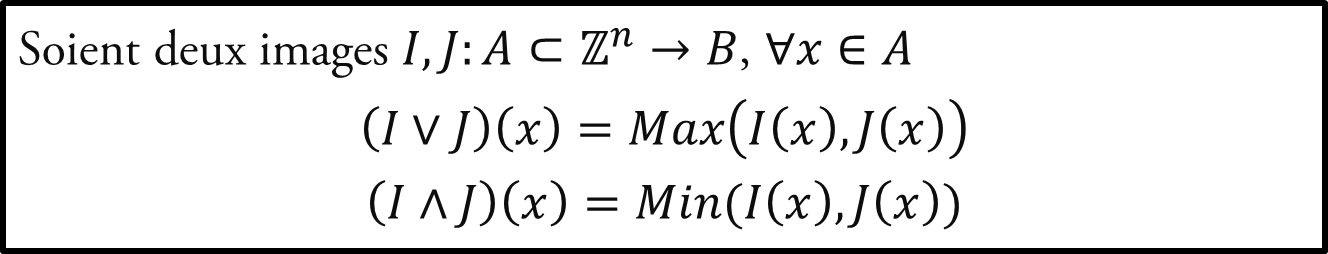 Soient deux images I, J: A ⊂ ℤⁿ → B, ∀x ∈ A
(I ∨ J)(x) = Max(I(x), J(x))
(I ∧ J)(x) = Min(I(x), J(x))